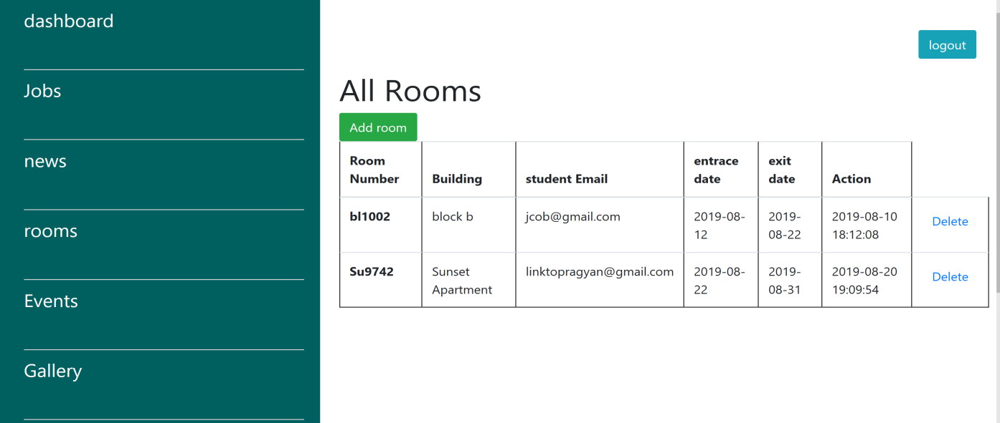 dashboard
Jobs
news
rooms
Events
Gallery
logout
All Rooms
Add room
Room Number Building student Email entrace date exit date Action
bl1002 block b jcob@gmail.com 2019-08-12 2019-08-22 2019-08-10 18:12:08 Delete
Su9742 Sunset Apartment linktopragyan@gmail.com 2019-08-22 2019-08-31 2019-08-20 19:09:54 Delete